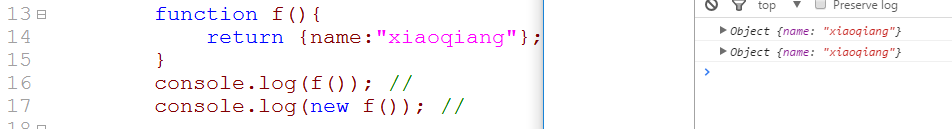 13 function f(){
14 return {name:"xiaoqiang"};
15 }
16 console.log(f()); //
17 console.log(new f()); //
18
top Preserve log
Object {name: "xiaoqiang"}
Object {name: "xiaoqiang"}
>